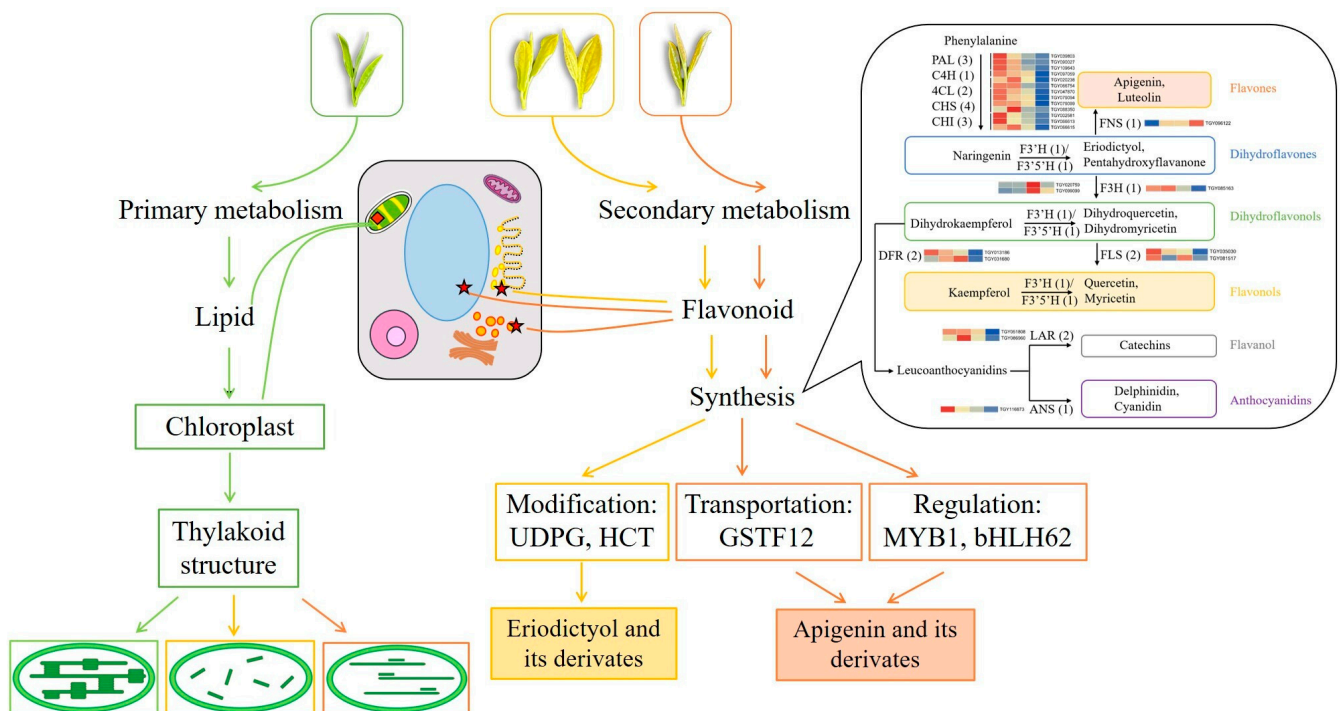 Primary metabolism
Lipid
Chloroplast
Thylakoid
structure
Secondary metabolism
Flavonoid
Synthesis
Modification:
UDPG, HCT
Transportation:
GSTF12
Regulation:
MYB1, bHLH62
Eriodictyol and
its derivates
Apigenin and its
derivates
Phenylalanine
PAL (3)
C4H (1)
4CL (2)
CHS (4)
CHI (3)
Apigenin,
Luteolin
Flavones
FNS (1)
TGY096122
Naringenin
F3'H (1)/
F3'5'H (1)
Eriodictyol,
Pentahydroxyflavanone
Dihydroflavones
F3H (1)
TGY085163
Dihydrokaempferol
F3'H (1)/
F3'5'H (1)
Dihydroquercetin,
Dihydromyricetin
Dihydroflavonols
DFR (2)
FLS (2)
Kaempferol
F3'H (1)/
F3'5'H (1)
Quercetin,
Myricetin
Flavonols
LAR (2)
Catechins
Flavanol
Leucoanthocyanidins
ANS (1)
Delphinidin,
Cyanidin
Anthocyanidins